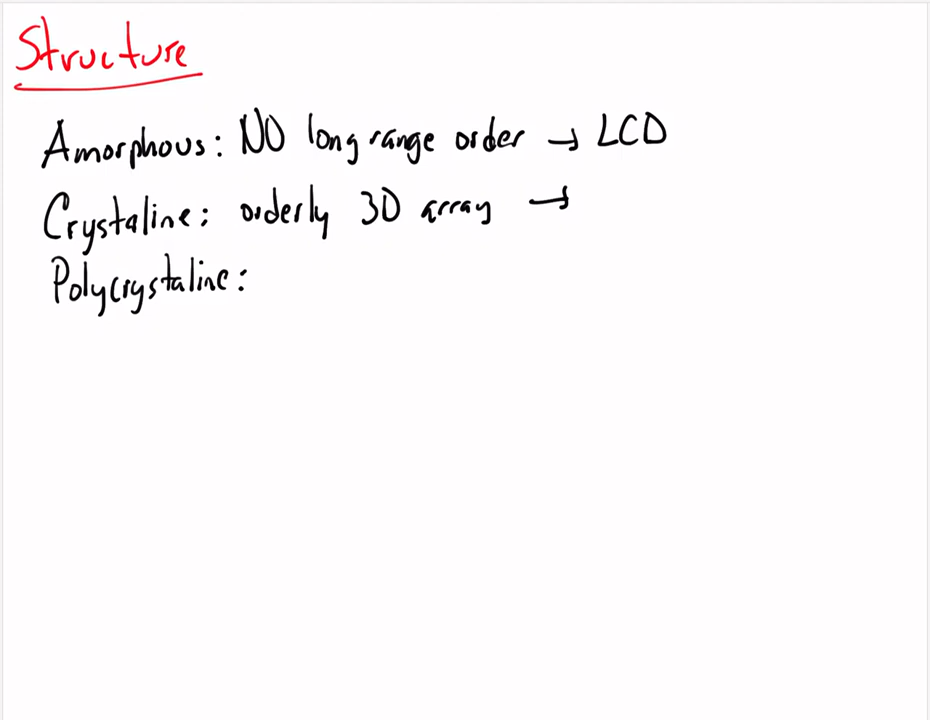 Structure
Amorphous: NO long range order → LCD
Crystaline: orderly 3D array →
Polycrystaline: